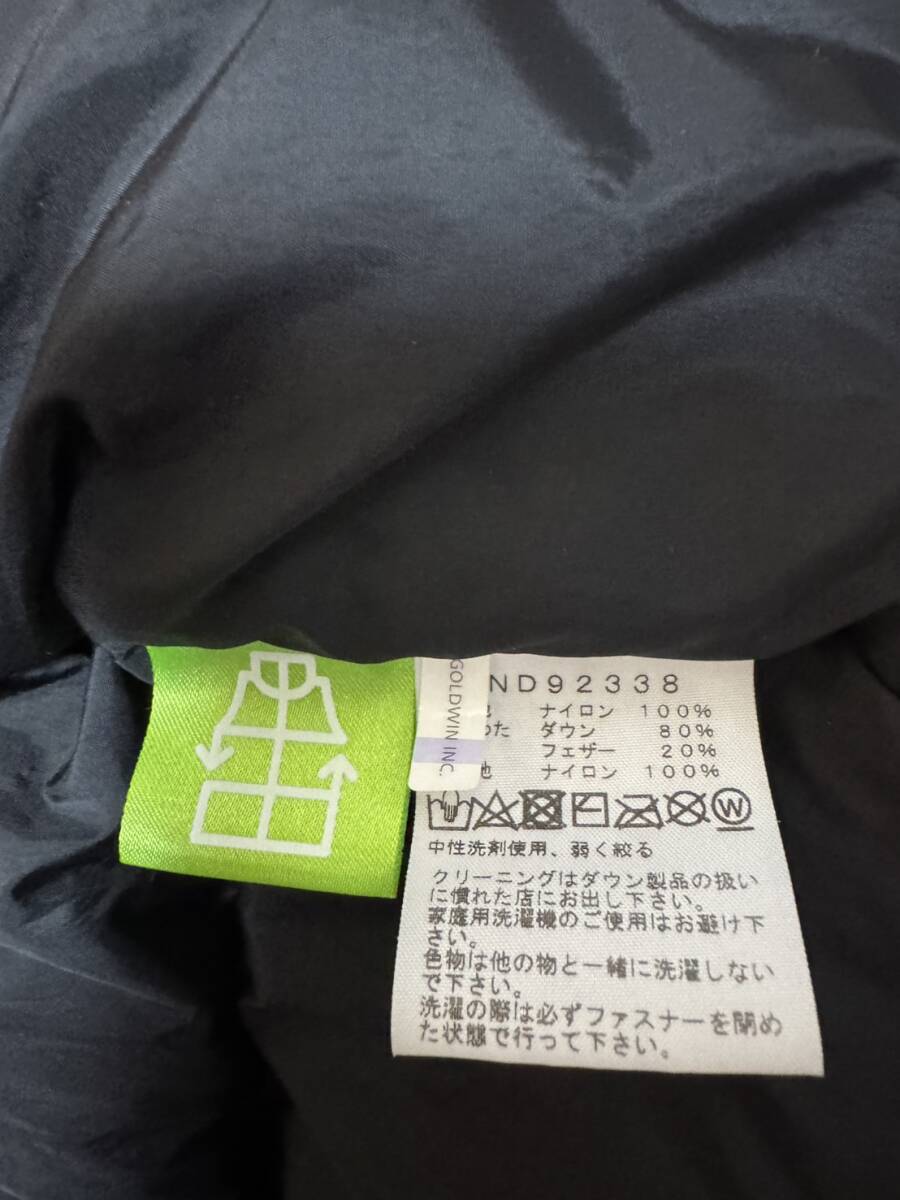 GOLDWIN INC.
ND92338
地 ナイロン 100%
わた ダウン 80%
フェザー 20%
地 ナイロン 100%
W
中性洗剤使用、弱く絞る
クリーニングはダウン製品の扱い
に慣れた店にお出し下さい。
家庭用洗濯機のご使用はお避け下
さい。
色物は他の物と一緒に洗濯しない
で下さい。
洗濯の際は必ずファスナーを閉め
た状態で行って下さい。